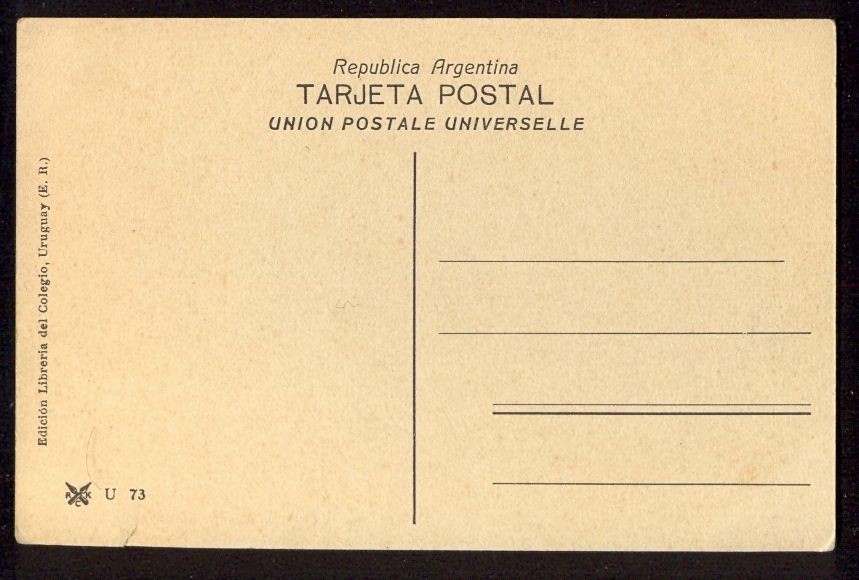 Republica Argentina
TARJETA POSTAL
UNION POSTALE UNIVERSELLE
Edición Libreria del Colegio, Uruguay (E. R.)
U 73